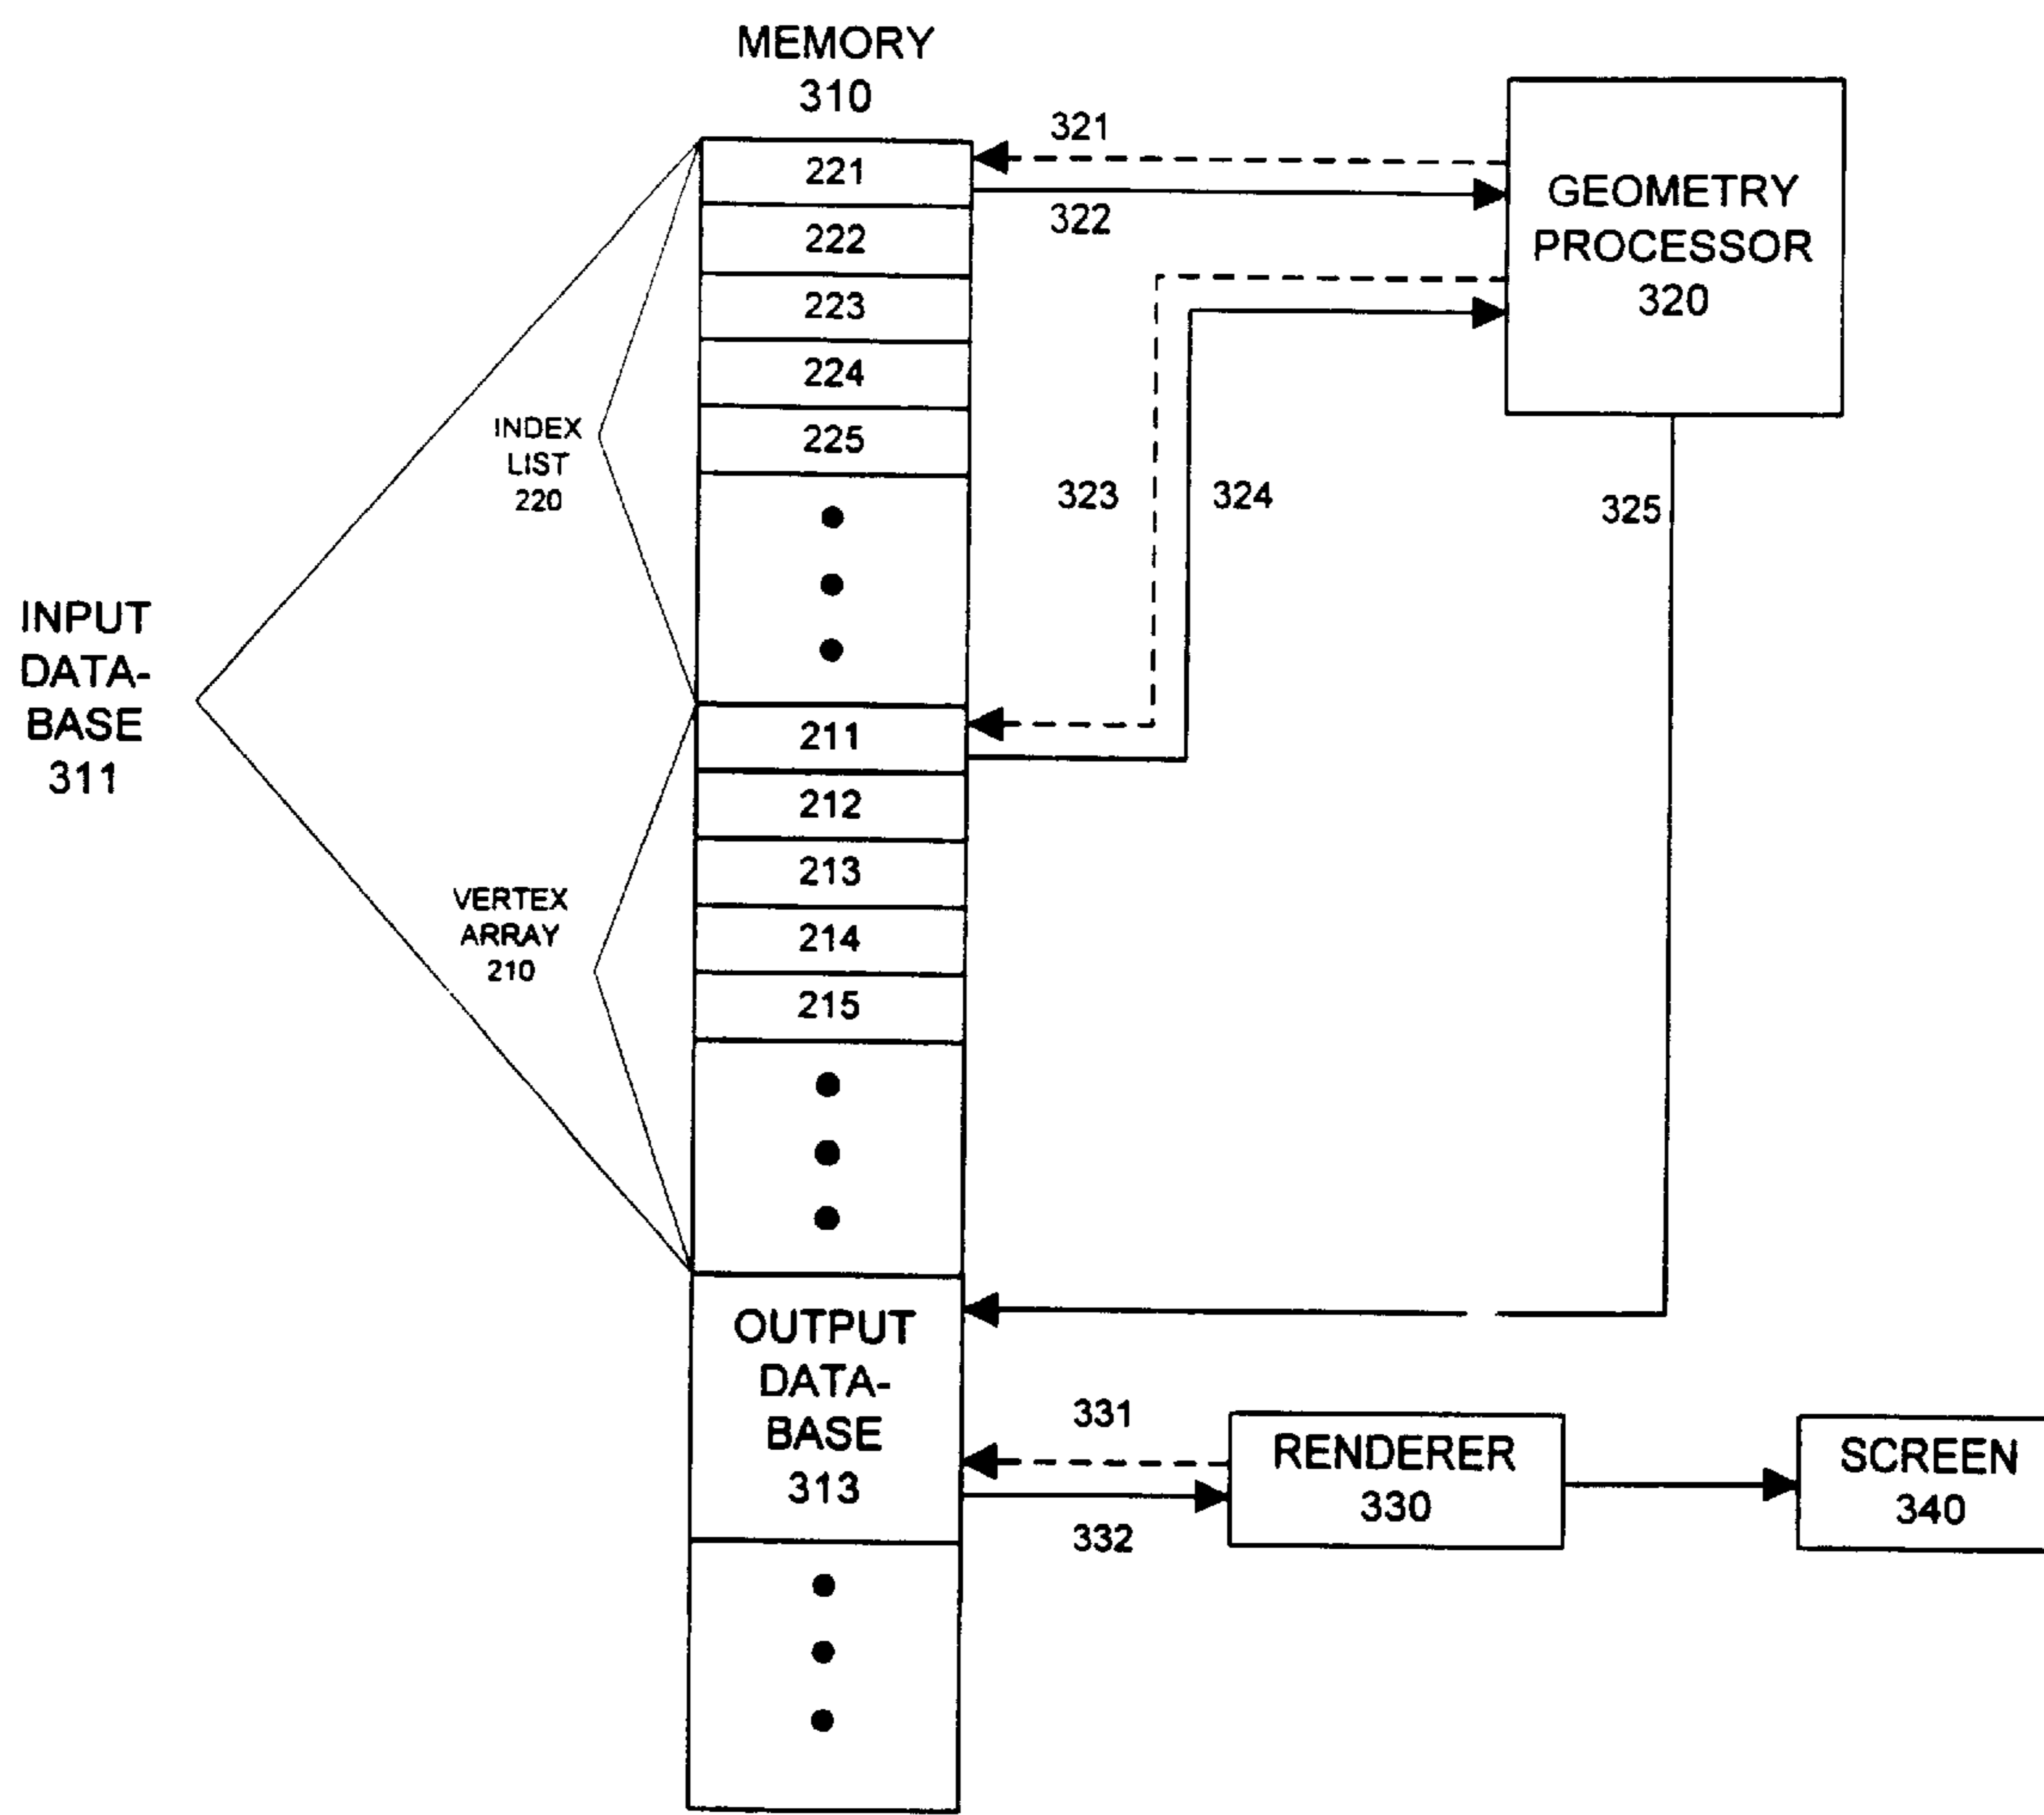 MEMORY
310
321
221
322
222
223
224
225
GEOMETRY
PROCESSOR
320
INDEX
LIST
220
323
324
325
INPUT
DATA-
BASE
311
211
212
213
214
215
VERTEX
ARRAY
210
OUTPUT
DATA-
BASE
313
331
332
RENDERER
330
SCREEN
340